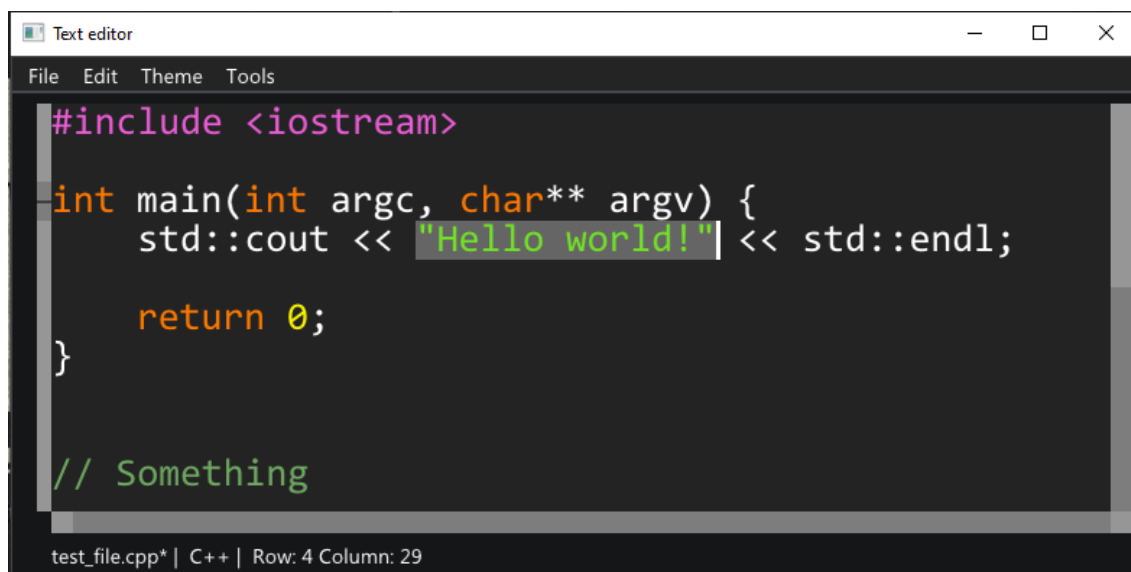 Text editor
File Edit Theme Tools
#include <iostream>
int main(int argc, char** argv) {
    std::cout << "Hello world!" << std::endl;
    return 0;
}
// Something
test_file.cpp* | C++ | Row: 4 Column: 29